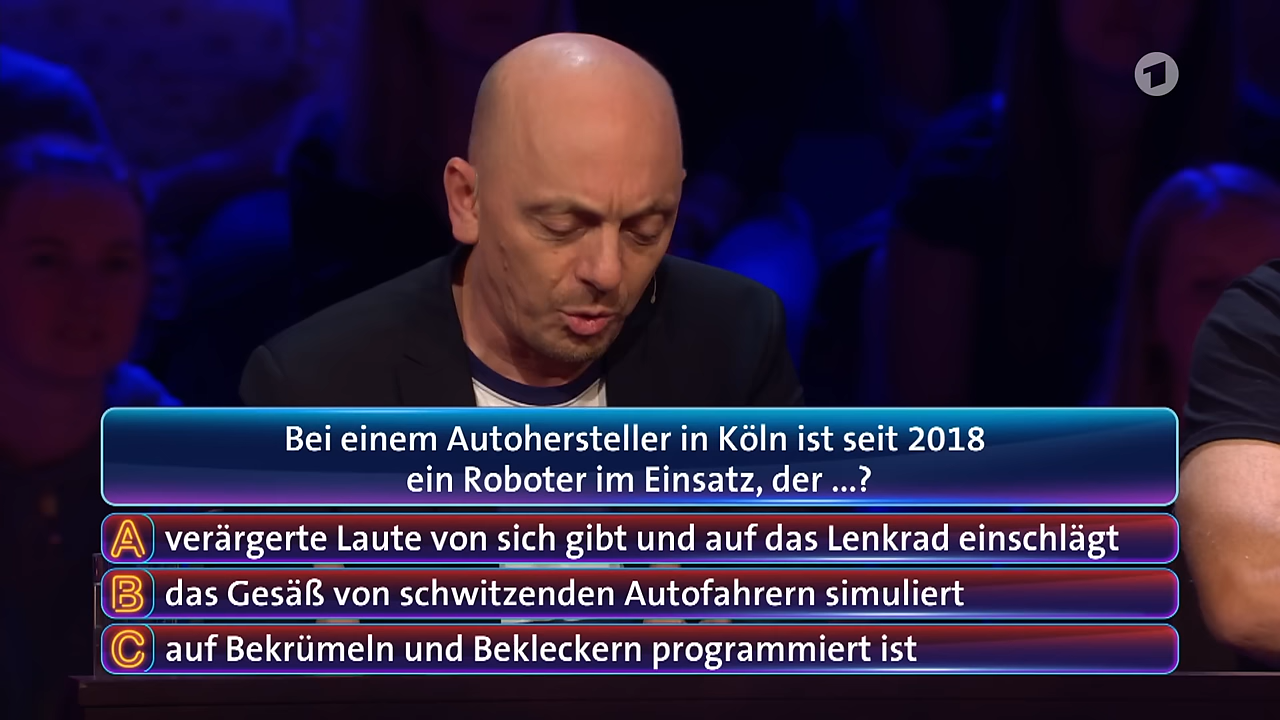 Bei einem Autohersteller in Köln ist seit 2018
ein Roboter im Einsatz, der ...?
A verärgerte Laute von sich gibt und auf das Lenkrad einschlägt
B das Gesäß von schwitzenden Autofahrern simuliert
C auf Bekrümeln und Bekleckern programmiert ist
1